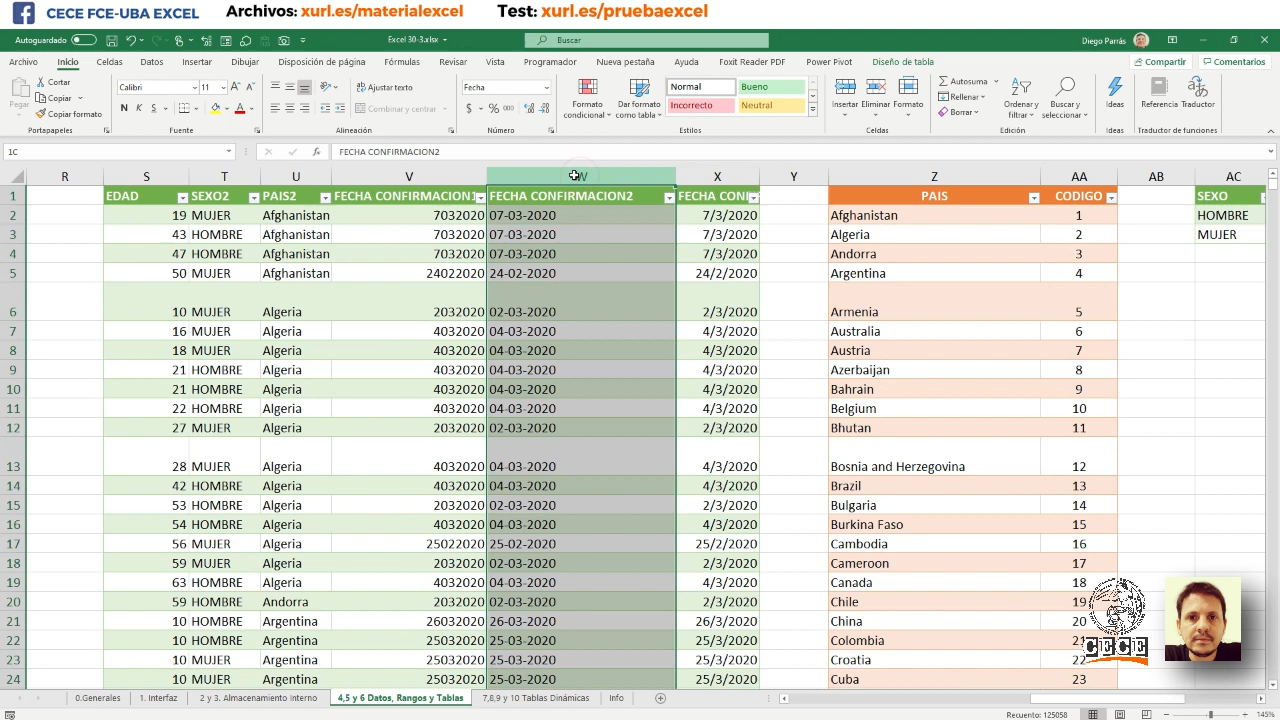 CECE FCE-UBA EXCEL Archivos: xurl.es/materialexcel Test: xurl.es/pruebaexcel
Autoguardado Excel 30-3.xlsx Buscar Diego Parrás
Archivo Inicio Celdas Datos Insertar Dibujar Disposición de página Fórmulas Revisar Vista Programador Nueva pestaña Ayuda Foxit Reader PDF Power Pivot Diseño de tabla Compartir Comentarios
Pegar Cortar Copiar Copiar formato Portapapeles
Calibri 11 N K S Fuente
Ajustar texto Combinar y centrar Alineación
Fecha $ % 000 Número
Formato condicional Dar formato como tabla Normal Bueno Incorrecto Neutral Estilos
Insertar Eliminar Formato Celdas
Autosuma Rellenar Borrar Ordenar y filtrar Buscar y seleccionar Edición
Ideas Ideas
Referencia Traductor Traductor de funciones
1C fx FECHA CONFIRMACION2
R S T U V W X Y Z AA AB AC
1 EDAD SEXO2 PAIS2 FECHA CONFIRMACION1 FECHA CONFIRMACION2 FECHA CON PAIS CODIGO SEXO
2 19 MUJER Afghanistan 7032020 07-03-2020 7/3/2020 Afghanistan 1 HOMBRE
3 43 HOMBRE Afghanistan 7032020 07-03-2020 7/3/2020 Algeria 2 MUJER
4 47 HOMBRE Afghanistan 7032020 07-03-2020 7/3/2020 Andorra 3
5 50 MUJER Afghanistan 24022020 24-02-2020 24/2/2020 Argentina 4
6 10 MUJER Algeria 2032020 02-03-2020 2/3/2020 Armenia 5
7 16 MUJER Algeria 4032020 04-03-2020 4/3/2020 Australia 6
8 18 MUJER Algeria 4032020 04-03-2020 4/3/2020 Austria 7
9 21 HOMBRE Algeria 4032020 04-03-2020 4/3/2020 Azerbaijan 8
10 21 HOMBRE Algeria 4032020 04-03-2020 4/3/2020 Bahrain 9
11 22 HOMBRE Algeria 4032020 04-03-2020 4/3/2020 Belgium 10
12 27 MUJER Algeria 2032020 02-03-2020 2/3/2020 Bhutan 11
13 28 MUJER Algeria 4032020 04-03-2020 4/3/2020 Bosnia and Herzegovina 12
14 42 HOMBRE Algeria 4032020 04-03-2020 4/3/2020 Brazil 13
15 53 HOMBRE Algeria 2032020 02-03-2020 2/3/2020 Bulgaria 14
16 54 HOMBRE Algeria 4032020 04-03-2020 4/3/2020 Burkina Faso 15
17 56 MUJER Algeria 25022020 25-02-2020 25/2/2020 Cambodia 16
18 59 MUJER Algeria 2032020 02-03-2020 2/3/2020 Cameroon 17
19 63 HOMBRE Algeria 4032020 04-03-2020 4/3/2020 Canada 18
20 59 HOMBRE Andorra 2032020 02-03-2020 2/3/2020 Chile 19
21 10 HOMBRE Argentina 26032020 26-03-2020 26/3/2020 China 20
22 10 HOMBRE Argentina 25032020 25-03-2020 25/3/2020 Colombia 21
23 10 MUJER Argentina 25032020 25-03-2020 25/3/2020 Croatia 22
24 10 MUJER Argentina 25032020 25-03-2020 25/3/2020 Cuba 23
CECE
0.Generales 1. Interfaz 2 y 3. Almacenamiento Interno 4,5 y 6 Datos, Rangos y Tablas 7,8,9 y 10 Tablas Dinámicas Info
Recuento: 125058 145%